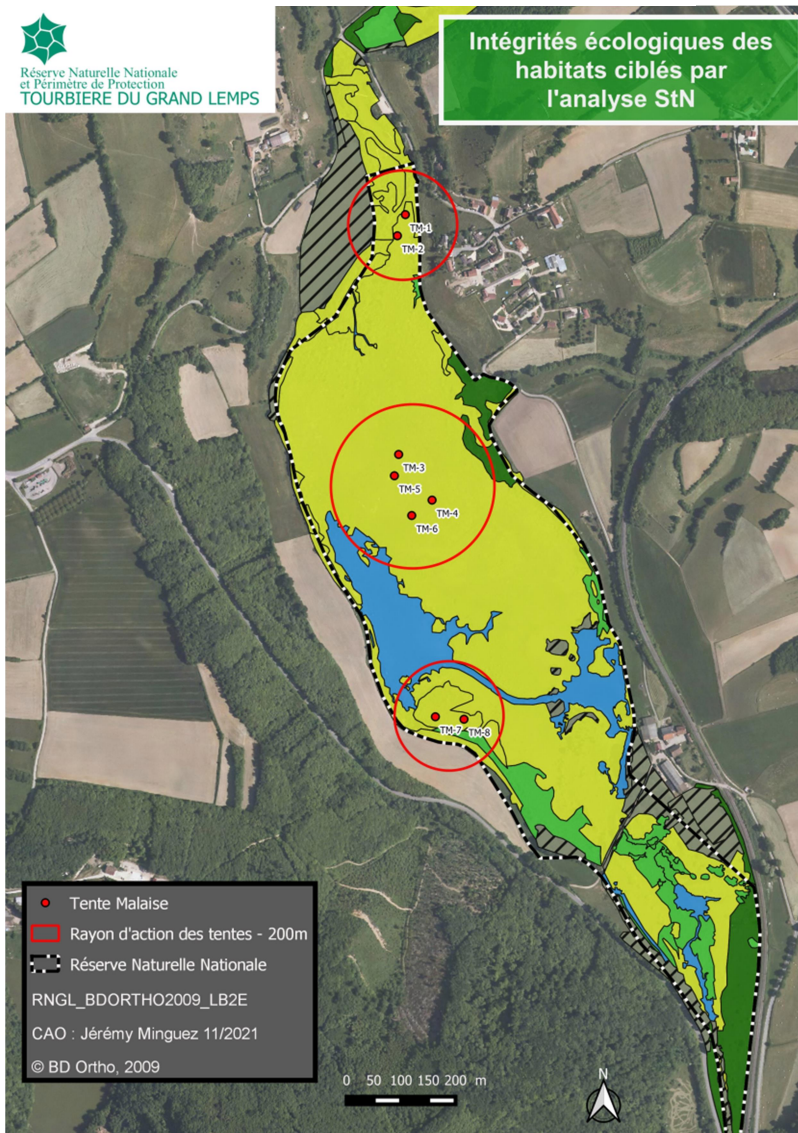 Réserve Naturelle Nationale
et Périmètre de Protection
TOURBIERE DU GRAND LEMPS
Intégrités écologiques des
habitats ciblés par
l'analyse StN
TM-1
TM-2
TM-3
TM-5
TM-4
TM-6
TM-7
TM-8
Tente Malaise
Rayon d'action des tentes - 200m
Réserve Naturelle Nationale
RNGL_BDORTHO2009_LB2E
CAO : Jérémy Minguez 11/2021
© BD Ortho, 2009
0 50 100 150 200 m
N